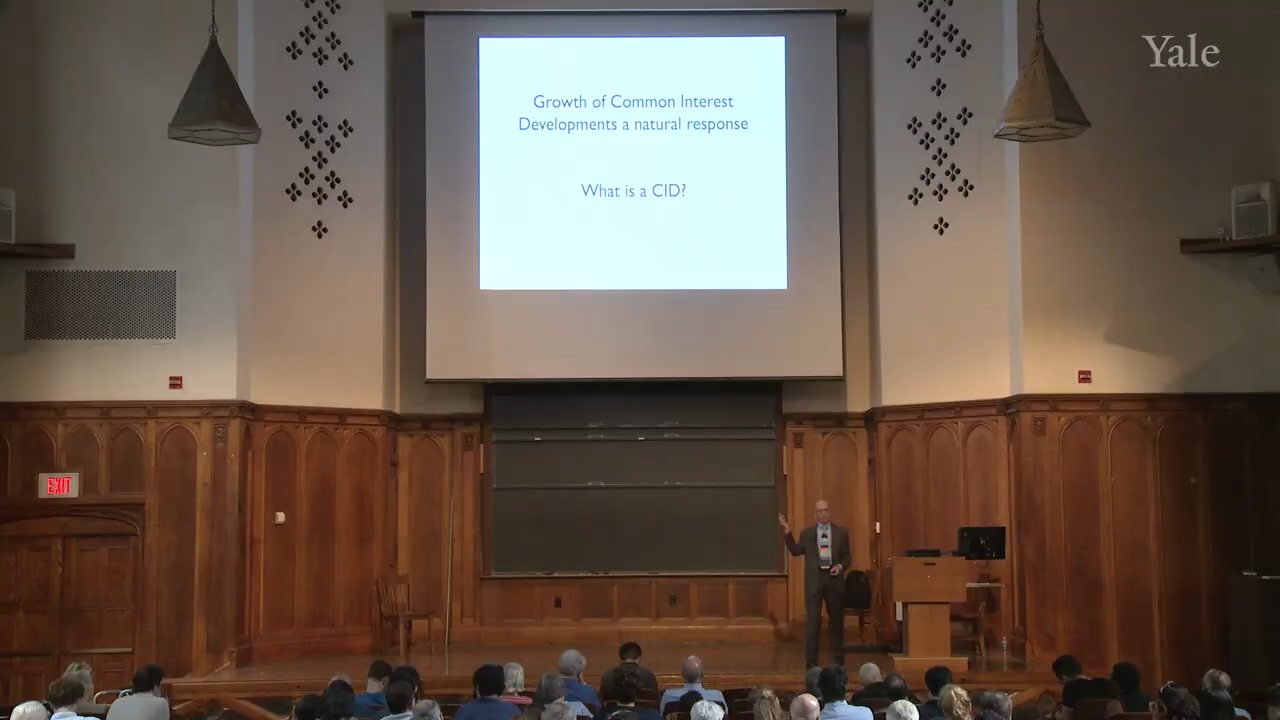 Yale
Growth of Common Interest
Developments a natural response
What is a CID?
EXIT